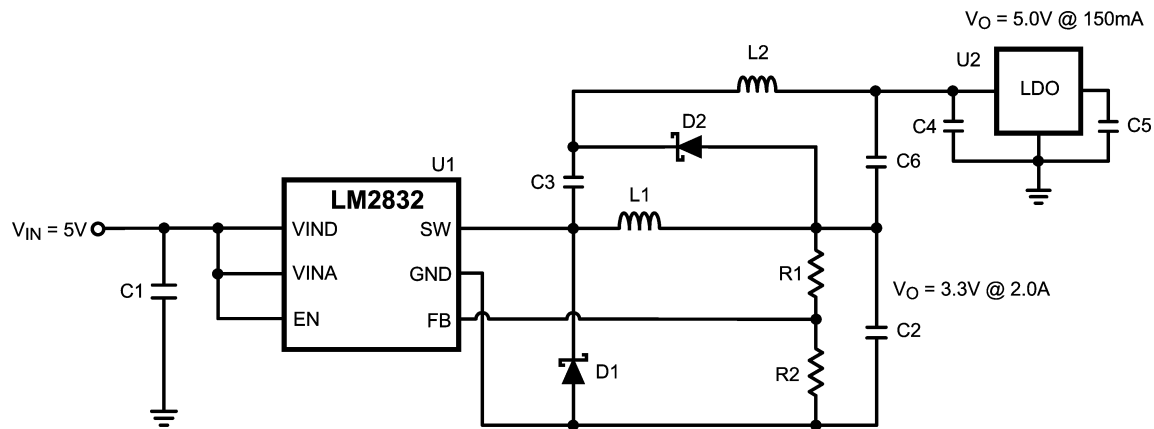 V_O = 5.0V @ 150mA
L2
U2
LDO
D2
C4
C5
U1
C6
C3
LM2832
L1
V_IN = 5V
VIND
SW
VINA
GND
R1
C1
V_O = 3.3V @ 2.0A
EN
FB
C2
D1
R2